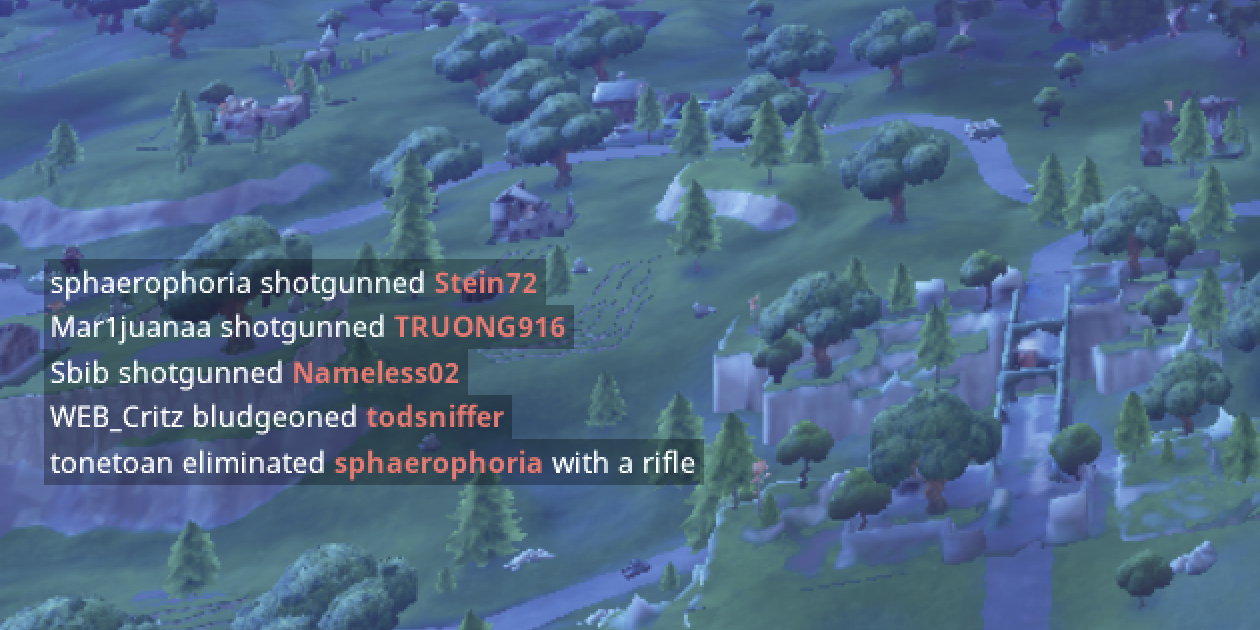 sphaerophoria shotgunned Stein72
Mar1juanaa shotgunned TRUONG916
Sbib shotgunned Nameless02
WEB_Critz bludgeoned todsniffer
tonetoan eliminated sphaerophoria with a rifle